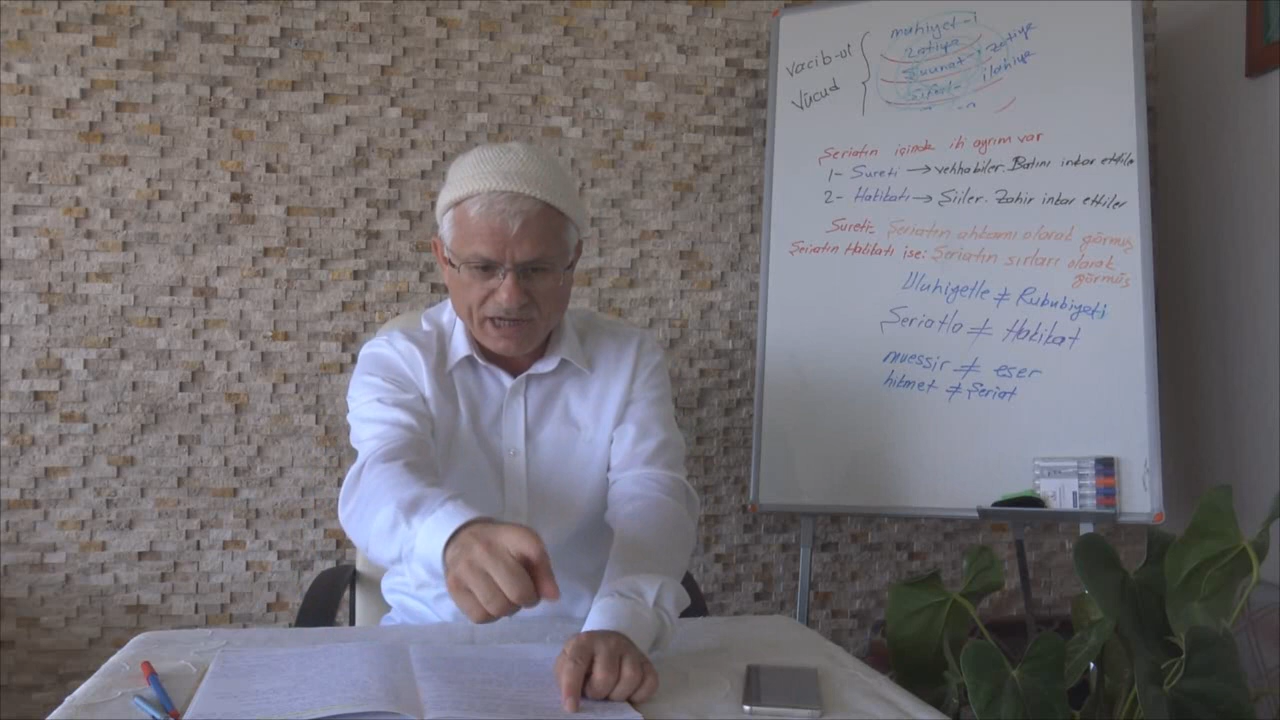 vacib-ul
Vücud
mahiyet-i
zatiye
şuunat-ı zatiye
Sıfat-ı ilahiye
Şeriatın içinde iki ayrım var
1- Sureti → vehhabiler. Batını inkar ettile
2- Hakikatı → Şiiler. Zahir inkar ettiler
Sureti- Şeriatın ahkamı olarak görmüş
Şeriatın Hakikatı ise: Şeriatın sırları olarak
görmüş
Uluhiyetle ≠ Rububiyeti
Şeriatla ≠ Hakikat
muessir ≠ eser
hikmet ≠ Şeriat